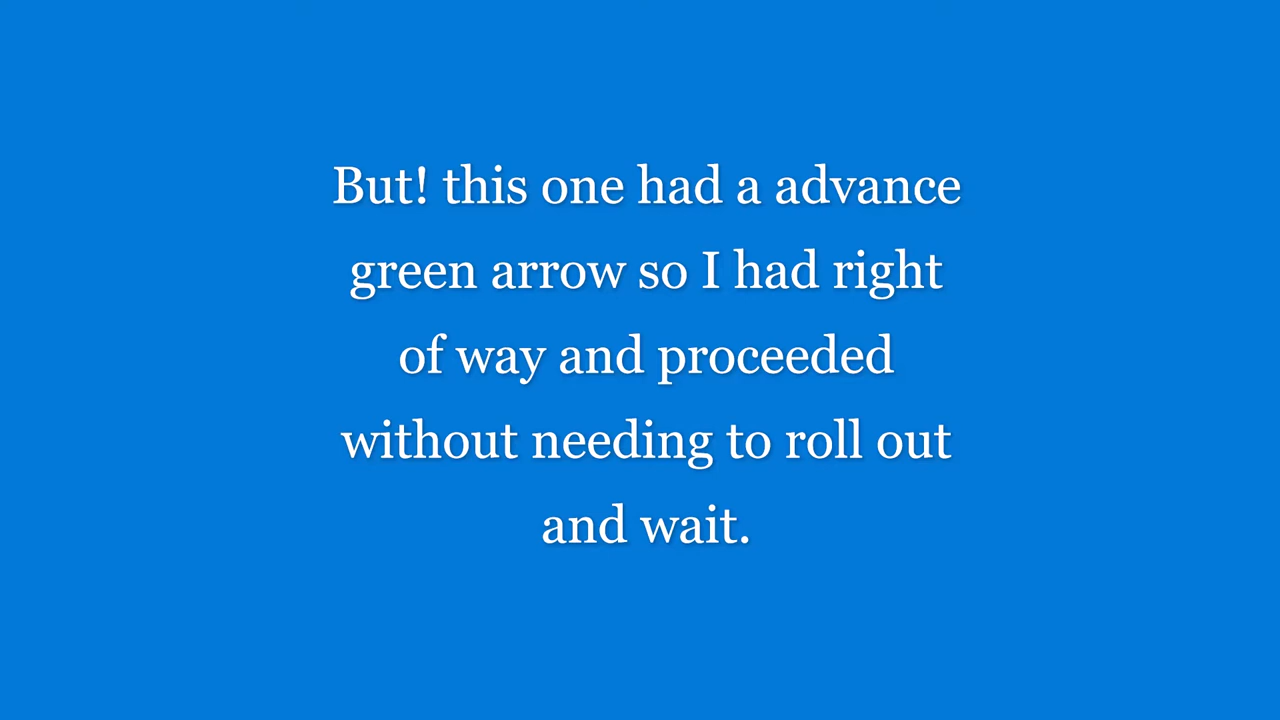 But! this one had a advance
green arrow so I had right
of way and proceeded
without needing to roll out
and wait.